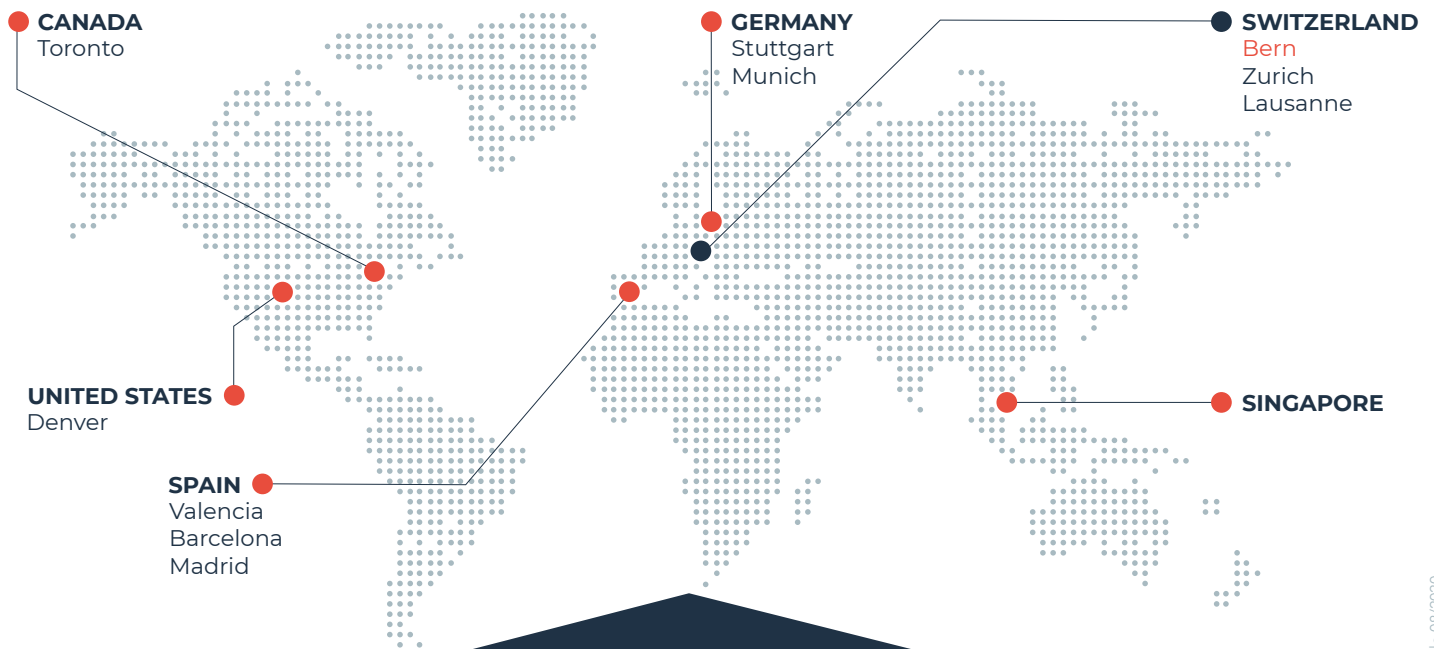 CANADA
Toronto
GERMANY
Stuttgart
Munich
SWITZERLAND
Bern
Zurich
Lausanne
UNITED STATES
Denver
SINGAPORE
SPAIN
Valencia
Barcelona
Madrid